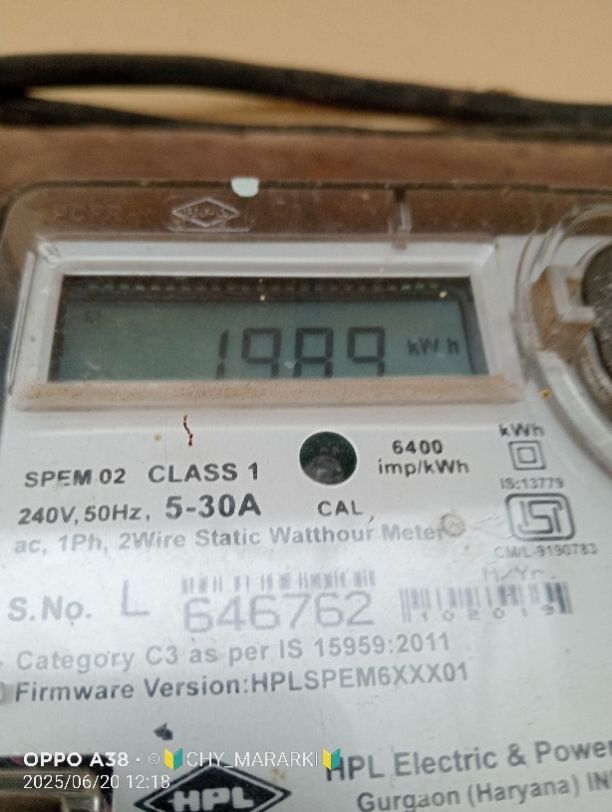 1989 kWh
kWh
6400
imp/kWh
SPEM 02 CLASS 1
IS:13779
240V, 50Hz, 5-30A
CAL
ac, 1Ph, 2Wire Static Watthour Meter
CM/L-9190783
M/Yr.
S.No. L 646762
102019
Category C3 as per IS 15959:2011
Firmware Version:HPLSPEM6XXX01
OPPO A38 · ©🔰CHY_MARARKI🔰
2025/06/20 12:18
HPL
HPL Electric & Power
Gurgaon (Haryana) IN